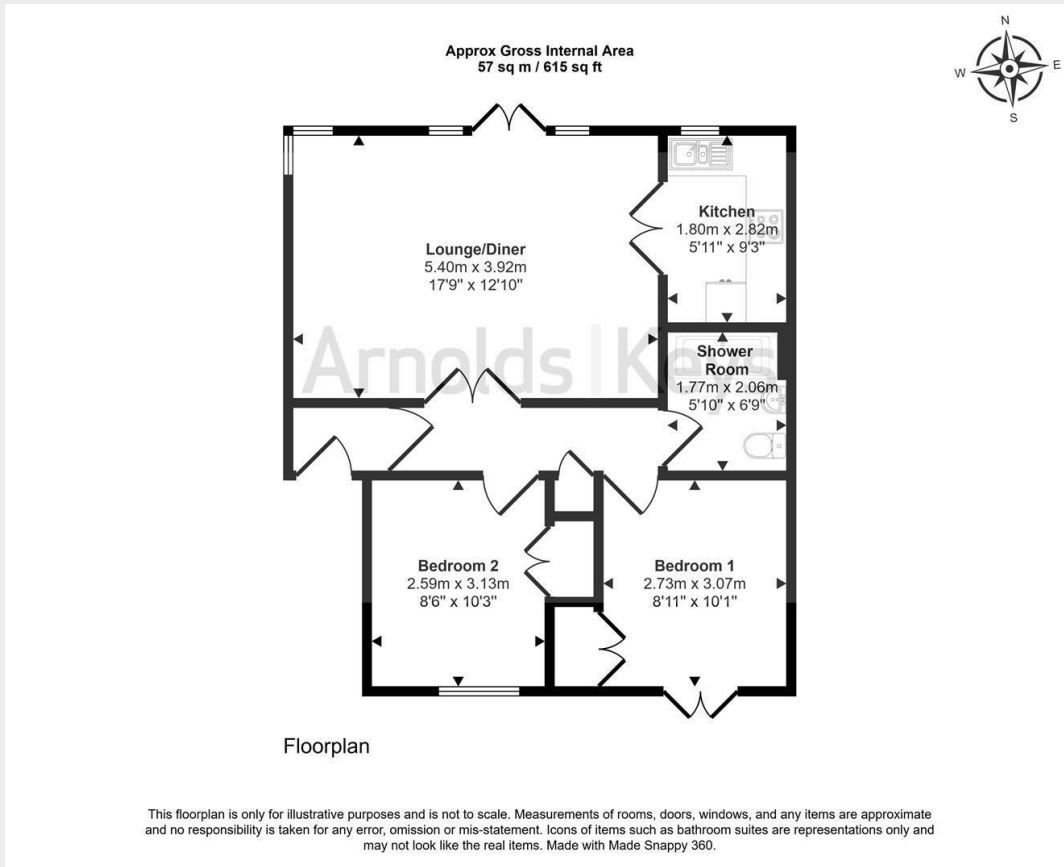 Approx Gross Internal Area
57 sq m / 615 sq ft
N
W
E
S
Lounge/Diner
5.40m x 3.92m
17'9" x 12'10"
Kitchen
1.80m x 2.82m
5'11" x 9'3"
Arnolds | Keys
Shower
Room
1.77m x 2.06m
5'10" x 6'9"
Bedroom 2
2.59m x 3.13m
8'6" x 10'3"
Bedroom 1
2.73m x 3.07m
8'11" x 10'1"
Floorplan
This floorplan is only for illustrative purposes and is not to scale. Measurements of rooms, doors, windows, and any items are approximate
and no responsibility is taken for any error, omission or mis-statement. Icons of items such as bathroom suites are representations only and
may not look like the real items. Made with Made Snappy 360.